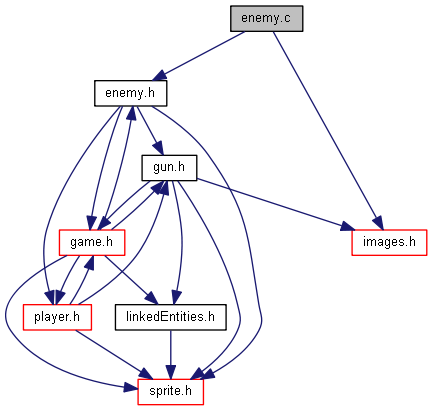 enemy.c
enemy.h
gun.h
game.h
images.h
player.h
linkedEntities.h
sprite.h